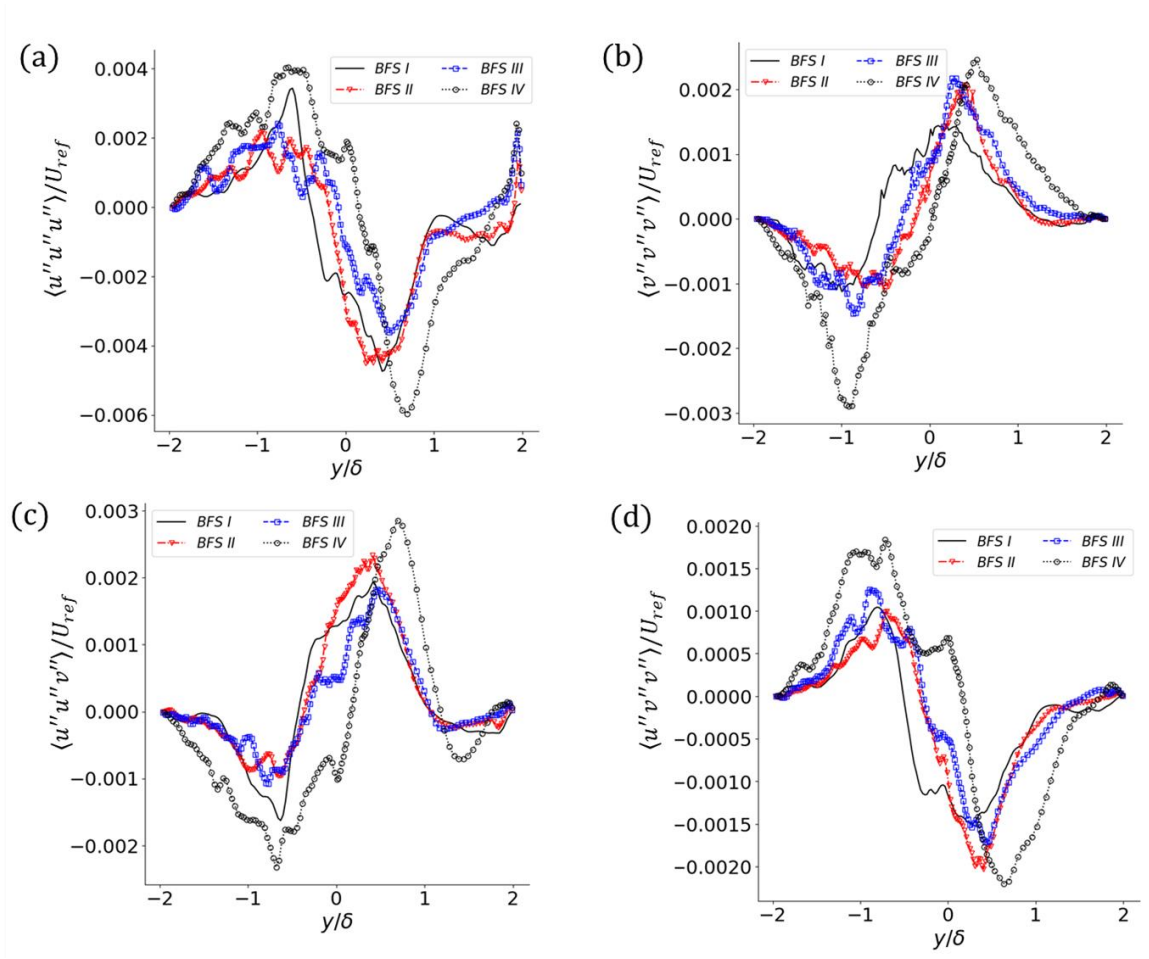 (a)
BFS I
BFS II
BFS III
BFS IV
⟨u′′u′′u′′⟩/U_ref
0.004
0.002
0.000
−0.002
−0.004
−0.006
−2 −1 0 1 2
y/δ
(b)
BFS I
BFS II
BFS III
BFS IV
⟨v′′v′′v′′⟩/U_ref
0.002
0.001
0.000
−0.001
−0.002
−0.003
−2 −1 0 1 2
y/δ
(c)
BFS I
BFS II
BFS III
BFS IV
⟨u′′u′′v′′⟩/U_ref
0.003
0.002
0.001
0.000
−0.001
−0.002
−2 −1 0 1 2
y/δ
(d)
BFS I
BFS II
BFS III
BFS IV
⟨u′′v′′v′′⟩/U_ref
0.0020
0.0015
0.0010
0.0005
0.0000
−0.0005
−0.0010
−0.0015
−0.0020
−2 −1 0 1 2
y/δ